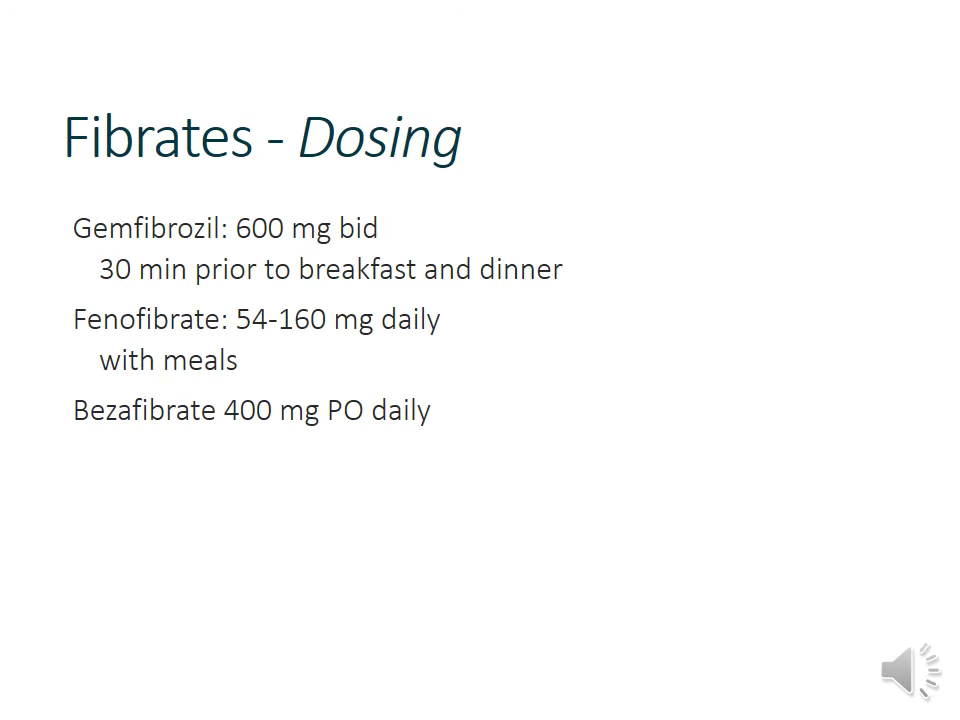 Fibrates - Dosing
Gemfibrozil: 600 mg bid
30 min prior to breakfast and dinner
Fenofibrate: 54-160 mg daily
with meals
Bezafibrate 400 mg PO daily